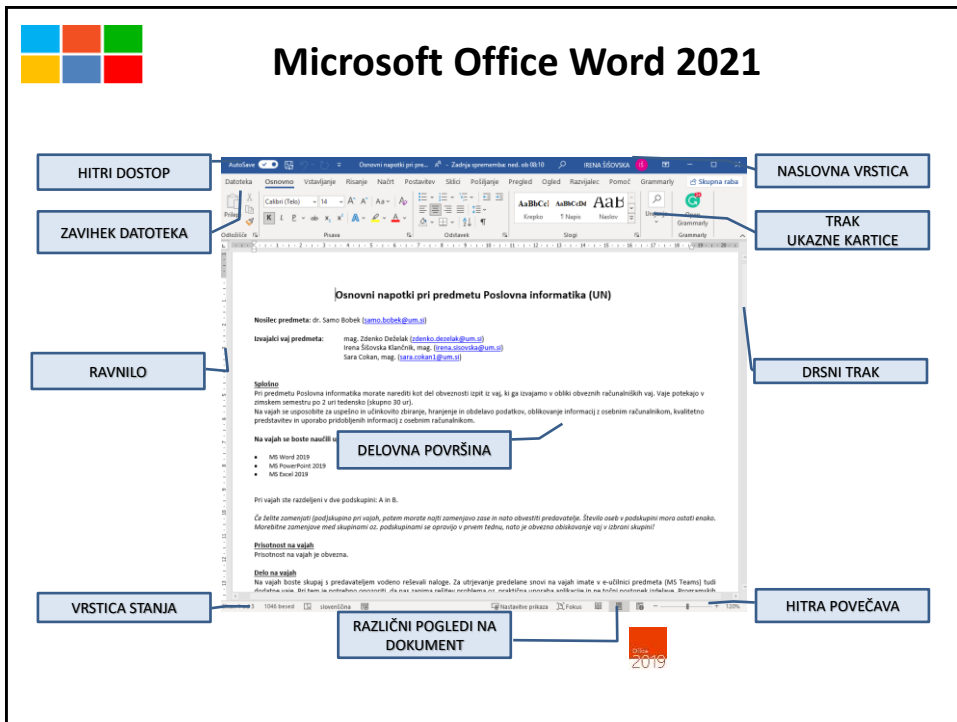 Microsoft Office Word 2021
HITRI DOSTOP
NASLOVNA VRSTICA
ZAVIHEK DATOTEKA
TRAK
UKAZNE KARTICE
RAVNILO
DRSNI TRAK
DELOVNA POVRŠINA
VRSTICA STANJA
HITRA POVEČAVA
RAZLIČNI POGLEDI NA
DOKUMENT
AutoSave
Osnovni napotki pri pre... - Zadnja sprememba: ned. ob 08:10
IRENA ŠIŠOVSKA
Datoteka Osnovno Vstavljanje Risanje Načrt Postavitev Sklici Pošiljanje Pregled Ogled Razvijalec Pomoč Grammarly Skupna raba
Calibri (Telo) 14
AaBbCcI AaBbCcDd AaB
Krepko ¶ Napis Naslov
Grammarly
Odložišče Pisava Odstavek Slogi Grammarly
Osnovni napotki pri predmetu Poslovna informatika (UN)
Nosilec predmeta: dr. Samo Bobek (samo.bobek@um.si)
Izvajalci vaj predmeta: mag. Zdenko Deželak (zdenko.dezelak@um.si)
Irena Šišovska Klančnik, mag. (irena.sisovska@um.si)
Sara Cokan, mag. (sara.cokan1@um.si)
Splošno
Pri predmetu Poslovna informatika morate narediti kot del obveznosti izpit iz vaj, ki ga izvajamo v obliki obveznih računalniških vaj. Vaje potekajo v
zimskem semestru po 2 uri tedensko (skupno 30 ur).
Na vajah se usposobite za uspešno in učinkovito zbiranje, hranjenje in obdelavo podatkov, oblikovanje informacij z osebnim računalnikom, kvalitetno
predstavitev in uporabo pridobljenih informacij z osebnim računalnikom.
Na vajah se boste naučili
• MS Word 2019
• MS PowerPoint 2019
• MS Excel 2019
Pri vajah ste razdeljeni v dve podskupini: A in B.
Če želite zamenjati (pod)skupino pri vajah, potem morate najti zamenjavo zase in nato obvestiti predavatelje. Število oseb v podskupini mora ostati enako.
Morebitne zamenjave med skupinami oz. podskupinami se opravijo v prvem tednu, nato je obvezno obiskovanje vaj v izbrani skupini!
Prisotnost na vajah
Prisotnost na vajah je obvezna.
Delo na vajah
Na vajah boste skupaj s predavateljem vodeno reševali naloge. Za utrjevanje predelane snovi na vajah imate v e-učilnici predmeta (MS Teams) tudi
1046 besed slovenščina Nastavitve prikaza Fokus 120%
Office
2019